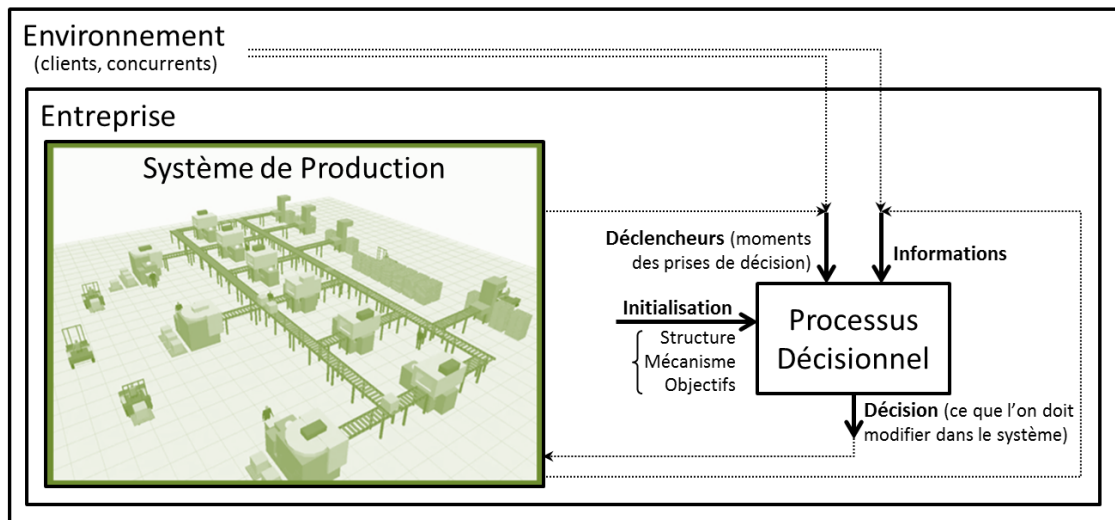 Environnement
(clients, concurrents)
Entreprise
Système de Production
Déclencheurs (moments
des prises de décision)
Informations
Initialisation
Structure
Mécanisme
Objectifs
Processus
Décisionnel
Décision (ce que l'on doit
modifier dans le système)